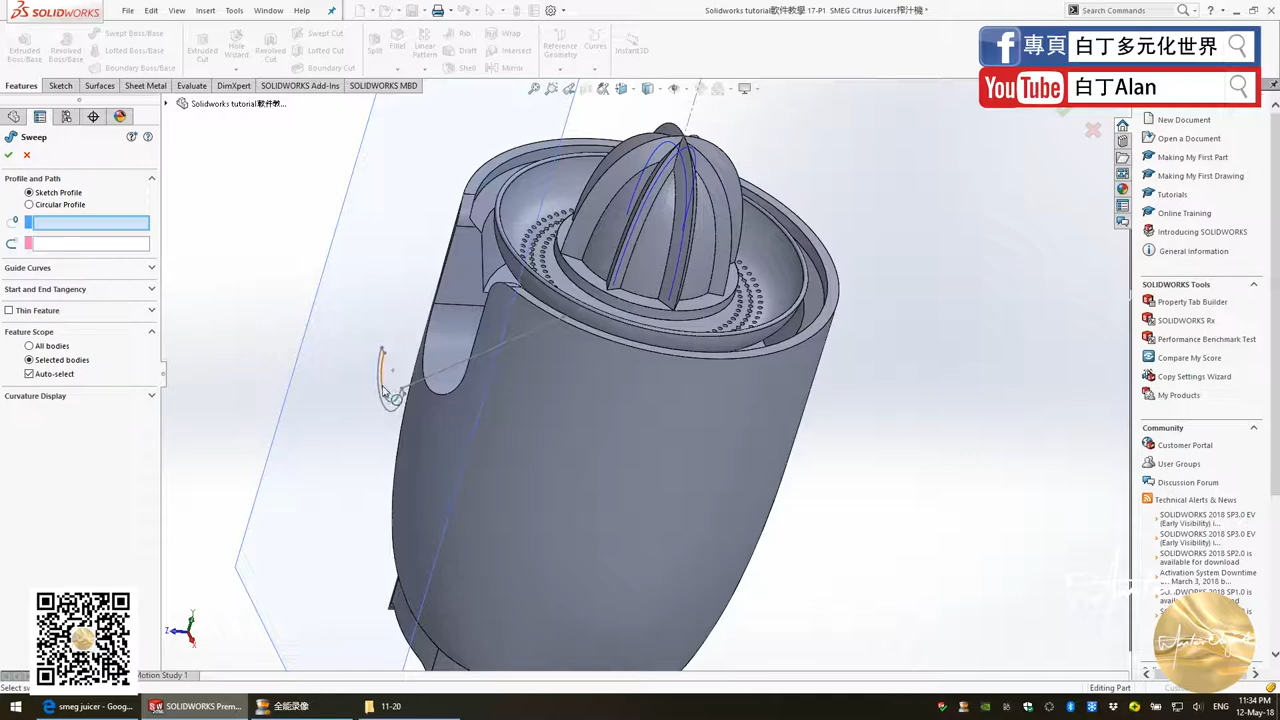 SOLIDWORKS
File Edit View Insert Tools Window Help
Solidworks tutorial軟件教學 17-P1 SMEG Citrus Juicers榨汁機 *
Search Commands
Extruded Boss/Base
Revolved Boss/Base
Swept Boss/Base
Lofted Boss/Base
Boundary Boss/Base
Extruded Cut
Hole Wizard
Revolved Cut
Swept Cut
Lofted Cut
Boundary Cut
Split
Fillet
Linear Pattern
Rib
Draft
Shell
Wrap
Intersect
Mirror
Reference Geometry
Curves
Instant3D
f 專頁 白丁多元化世界
YouTube 白丁Alan
Features Sketch Surfaces Sheet Metal Evaluate DimXpert SOLIDWORKS Add-Ins SOLIDWORKS MBD
Solidworks tutorial軟件教...
Sweep
Profile and Path
Sketch Profile
Circular Profile
Guide Curves
Start and End Tangency
Thin Feature
Feature Scope
All bodies
Selected bodies
Auto-select
Curvature Display
New Document
Open a Document
Making My First Part
Making My First Drawing
Tutorials
Online Training
Introducing SOLIDWORKS
General Information
SOLIDWORKS Tools
Property Tab Builder
SOLIDWORKS Rx
Performance Benchmark Test
Compare My Score
Copy Settings Wizard
My Products
Community
Customer Portal
User Groups
Discussion Forum
Technical Alerts & News
SOLIDWORKS 2018 SP3.0 EV
(Early Visibility) i...
SOLIDWORKS 2018 SP3.0 EV
(Early Visibility) i...
SOLIDWORKS 2018 SP2.0 is
available for download
Activation System Downtime
Y
Z
X
Motion Study 1
Editing Part
smeg juicer - Goog...
SOLIDWORKS Prem...
全能录像
11-20
ENG
11:34 PM
12-May-18